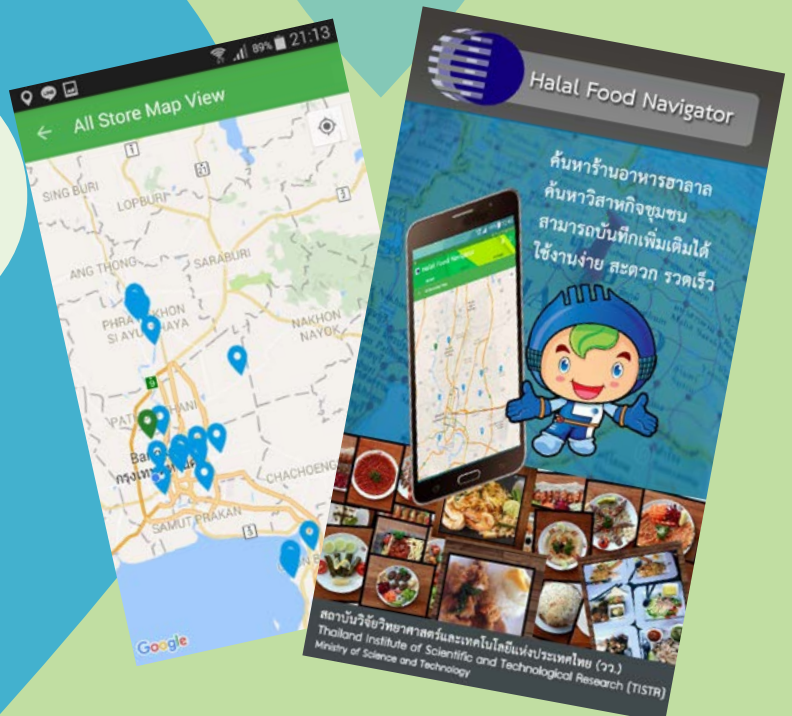 89% 21:13
All Store Map View
SING BURI
LOPBURI
ANG THONG
SARABURI
NAKHON
NAYOK
CHACHOENG
SAMUT PRAKAN
Google
Halal Food Navigator
ค้นหาร้านอาหารฮาลาล
ค้นหาวิสาหกิจชุมชน
สามารถบันทึกเพิ่มเติมได้
ใช้งานง่าย สะดวก รวดเร็ว
Halal Food Navigator
สถาบันวิจัยวิทยาศาสตร์และเทคโนโลยีแห่งประเทศไทย (วว.)
Thailand Institute of Scientific and Technological Research (TISTR)
Ministry of Science and Technology